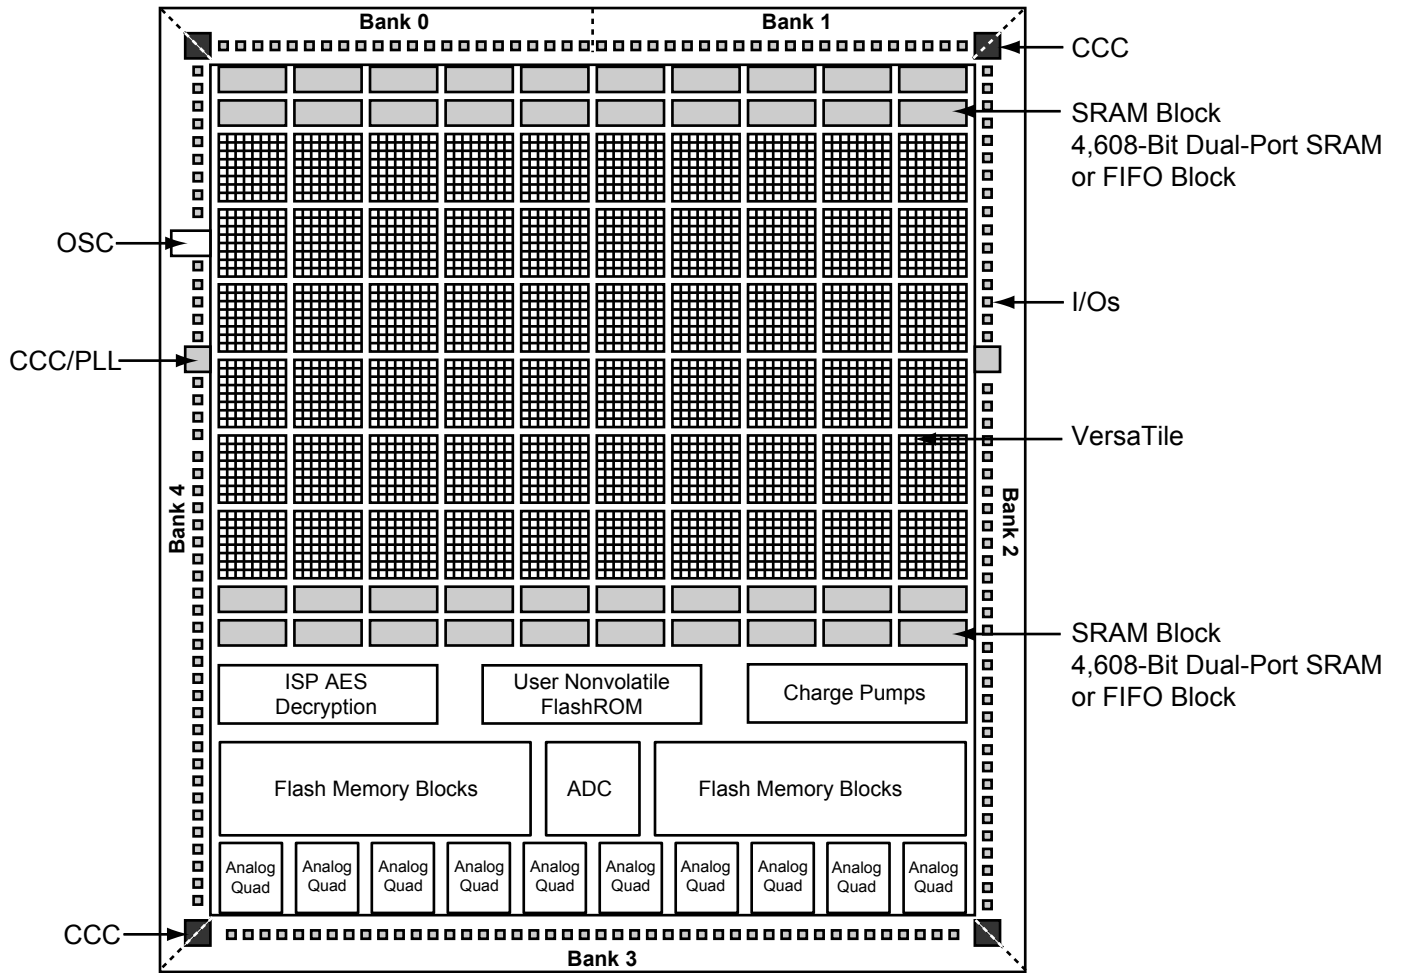 Bank 0
Bank 1
CCC
SRAM Block
4,608-Bit Dual-Port SRAM
or FIFO Block
OSC
I/Os
CCC/PLL
VersaTile
Bank 4
Bank 2
SRAM Block
4,608-Bit Dual-Port SRAM
or FIFO Block
ISP AES
Decryption
User Nonvolatile
FlashROM
Charge Pumps
Flash Memory Blocks
ADC
Flash Memory Blocks
Analog
Quad
Analog
Quad
Analog
Quad
Analog
Quad
Analog
Quad
Analog
Quad
Analog
Quad
Analog
Quad
Analog
Quad
Analog
Quad
CCC
Bank 3